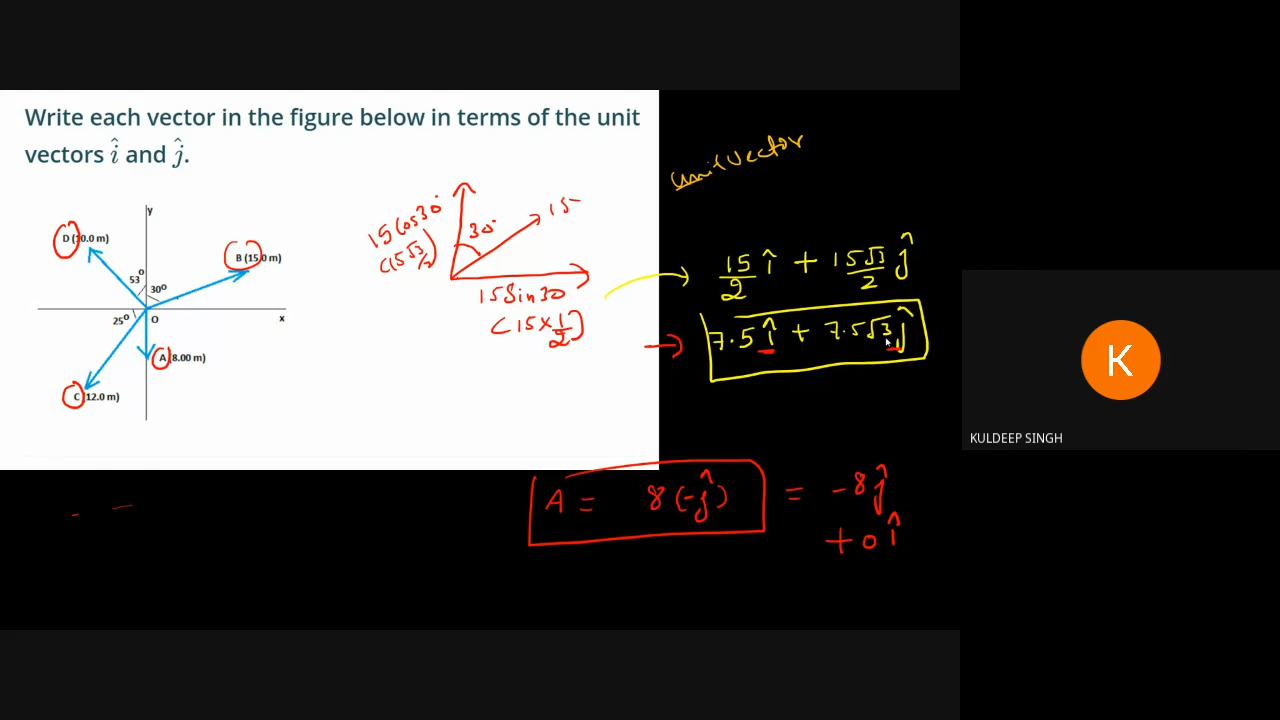 Write each vector in the figure below in terms of the unit
vectors î and ĵ.
y
D (10.0 m)
B (15.0 m)
53°
30°
25°
O
x
A (8.00 m)
C (12.0 m)
15cos30°
(15√3/2)
30°
15
15Sin30
(15×1/2)
unit Vector
15/2 î + 15√3/2 ĵ
7.5 î + 7.5√3 ĵ
A = 8(-ĵ) = -8ĵ
+0î
K
KULDEEP SINGH